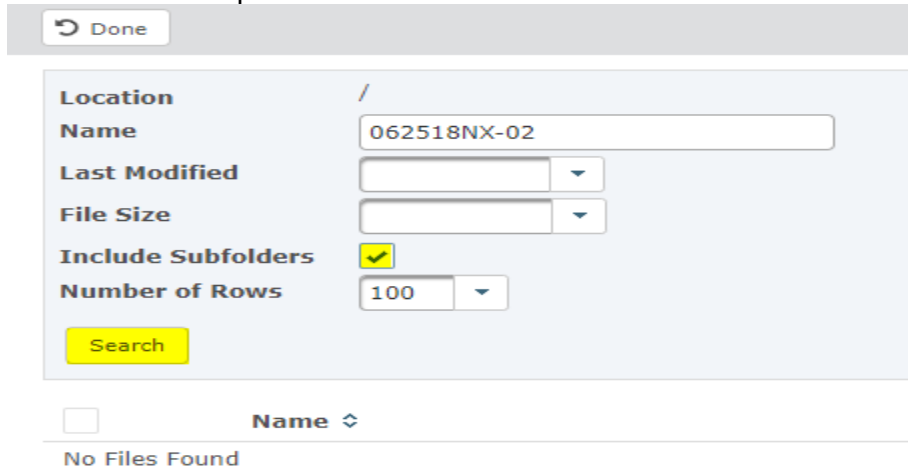 Done
Location /
Name 062518NX-02
Last Modified
File Size
Include Subfolders
Number of Rows 100
Search
Name
No Files Found